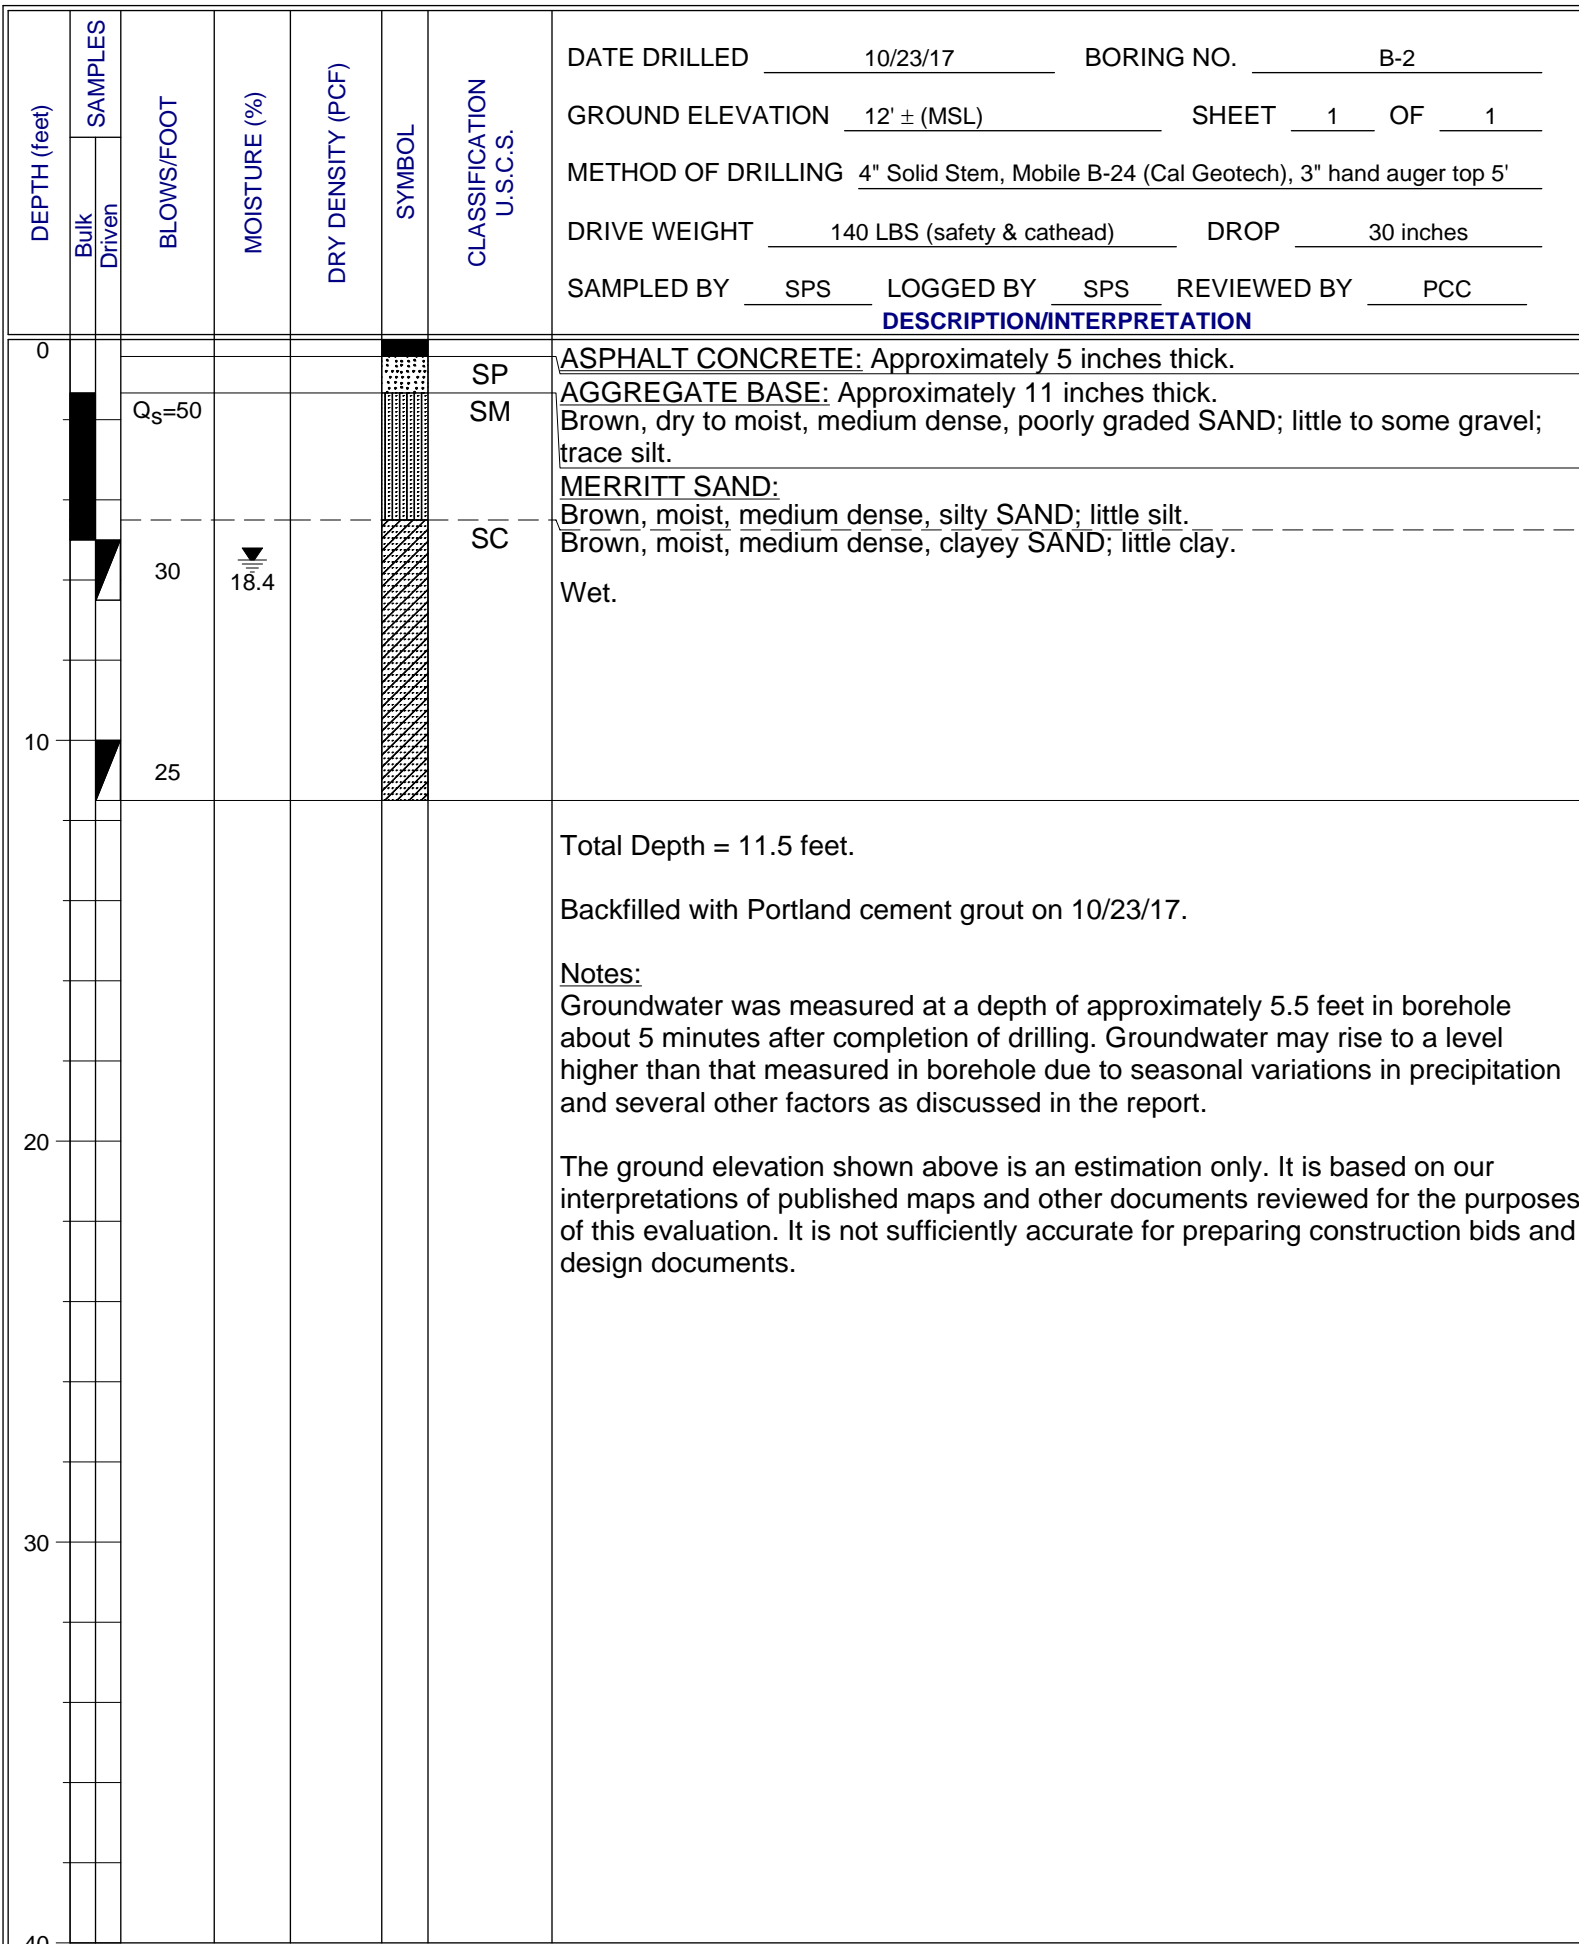 DEPTH (feet)
SAMPLES
Bulk
Driven
BLOWS/FOOT
MOISTURE (%)
DRY DENSITY (PCF)
SYMBOL
CLASSIFICATION
U.S.C.S.
DATE DRILLED 10/23/17 BORING NO. B-2
GROUND ELEVATION 12' ± (MSL) SHEET 1 OF 1
METHOD OF DRILLING 4" Solid Stem, Mobile B-24 (Cal Geotech), 3" hand auger top 5'
DRIVE WEIGHT 140 LBS (safety & cathead) DROP 30 inches
SAMPLED BY SPS LOGGED BY SPS REVIEWED BY PCC
DESCRIPTION/INTERPRETATION
0
ASPHALT CONCRETE: Approximately 5 inches thick.
SP
AGGREGATE BASE: Approximately 11 inches thick.
Qs=50 SM
Brown, dry to moist, medium dense, poorly graded SAND; little to some gravel;
trace silt.
MERRITT SAND:
Brown, moist, medium dense, silty SAND; little silt.
SC
Brown, moist, medium dense, clayey SAND; little clay.
30 18.4
Wet.
10
25
Total Depth = 11.5 feet.
Backfilled with Portland cement grout on 10/23/17.
Notes:
Groundwater was measured at a depth of approximately 5.5 feet in borehole
about 5 minutes after completion of drilling. Groundwater may rise to a level
higher than that measured in borehole due to seasonal variations in precipitation
and several other factors as discussed in the report.
20
The ground elevation shown above is an estimation only. It is based on our
interpretations of published maps and other documents reviewed for the purposes
of this evaluation. It is not sufficiently accurate for preparing construction bids and
design documents.
30
40